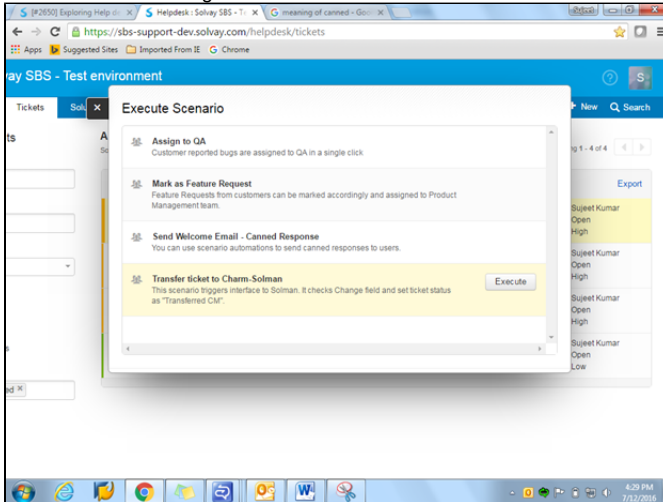 [#2650] Exploring Help de
Helpdesk : Solvay SBS - Te
meaning of canned - Goo
Sujeet
https://sbs-support-dev.solvay.com/helpdesk/tickets
Apps
Suggested Sites
Imported From IE
Chrome
vay SBS - Test environment
S
Tickets
Solu
New
Search
ts
A
Execute Scenario
ng 1 - 4 of 4
Assign to QA
Customer reported bugs are assigned to QA in a single click
Export
Mark as Feature Request
Feature Requests from customers can be marked accordingly and assigned to Product
Management team.
Sujeet Kumar
Open
High
Send Welcome Email - Canned Response
You can use scenario automations to send canned responses to users.
Sujeet Kumar
Open
High
Transfer ticket to Charm-Solman
This scenario triggers interface to Solman. It checks Change field and set ticket status
as "Transferred CM".
Execute
Sujeet Kumar
Open
High
Sujeet Kumar
Open
Low
s
ed
4:29 PM
7/12/2016